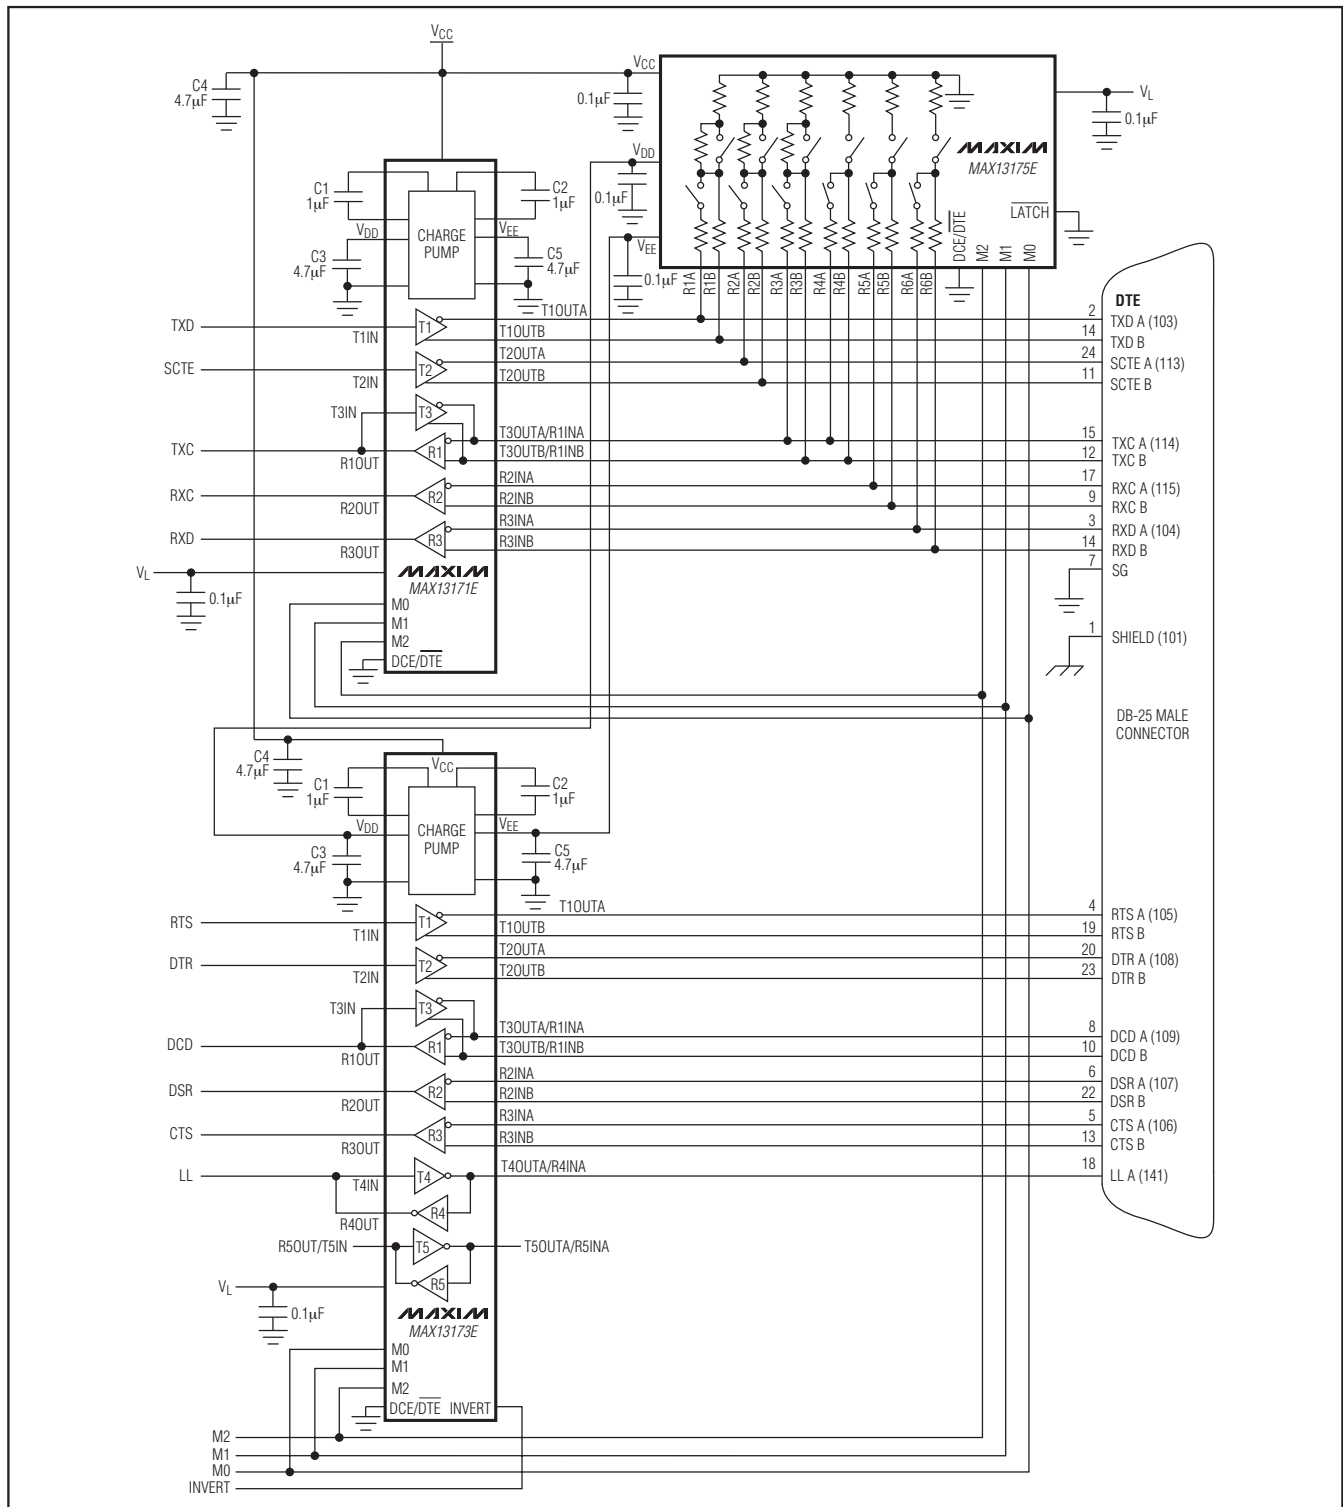 VCC
VCC
C4
4.7µF
0.1µF
VL
0.1µF
MAXIM
MAX13175E
VDD
0.1µF
C1
1µF
C2
1µF
LATCH
VDD
CHARGE
PUMP
VEE
VEE
C3
4.7µF
C5
4.7µF
0.1µF
R1A
R1B
R2A
R2B
R3A
R3B
R4A
R4B
R5A
R5B
R6A
R6B
DCE/DTE
M2
M1
M0
DTE
TXD
T1IN
T1
T1OUTA
2
TXD A (103)
T1OUTB
14
TXD B
SCTE
T2IN
T2
T2OUTA
24
SCTE A (113)
T2OUTB
11
SCTE B
T3IN
T3
TXC
R1OUT
R1
T3OUTA/R1INA
15
TXC A (114)
T3OUTB/R1INB
12
TXC B
RXC
R2OUT
R2
R2INA
17
RXC A (115)
R2INB
9
RXC B
RXD
R3OUT
R3
R3INA
3
RXD A (104)
R3INB
14
RXD B
7
SG
VL
0.1µF
MAXIM
MAX13171E
M0
M1
M2
DCE/DTE
1
SHIELD (101)
DB-25 MALE
CONNECTOR
C4
4.7µF
VCC
C1
1µF
C2
1µF
VDD
CHARGE
PUMP
VEE
C3
4.7µF
C5
4.7µF
RTS
T1IN
T1
T1OUTA
4
RTS A (105)
T1OUTB
19
RTS B
DTR
T2IN
T2
T2OUTA
20
DTR A (108)
T2OUTB
23
DTR B
T3IN
T3
DCD
R1OUT
R1
T3OUTA/R1INA
8
DCD A (109)
T3OUTB/R1INB
10
DCD B
DSR
R2OUT
R2
R2INA
6
DSR A (107)
R2INB
22
DSR B
CTS
R3OUT
R3
R3INA
5
CTS A (106)
R3INB
13
CTS B
LL
T4IN
T4
T4OUTA/R4INA
18
LL A (141)
R4OUT
R4
R5OUT/T5IN
T5
T5OUTA/R5INA
R5
VL
0.1µF
MAXIM
MAX13173E
M0
M1
M2
DCE/DTE
INVERT
M2
M1
M0
INVERT